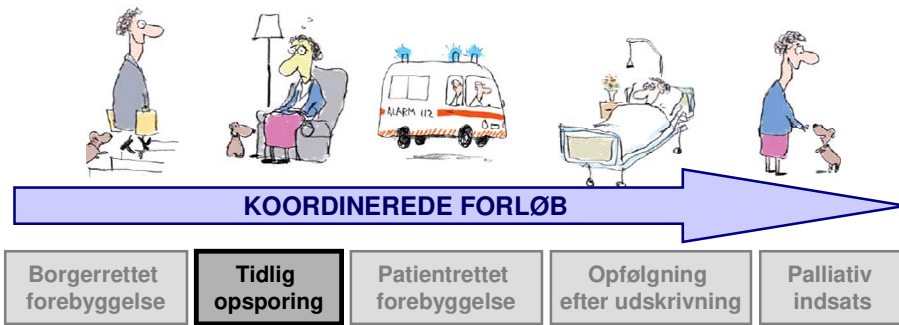 ALARM 112
KOORDINEREDE FORLØB
Borgerrettet
forebyggelse
Tidlig
opsporing
Patientrettet
forebyggelse
Opfølgning
efter udskrivning
Palliativ
indsats